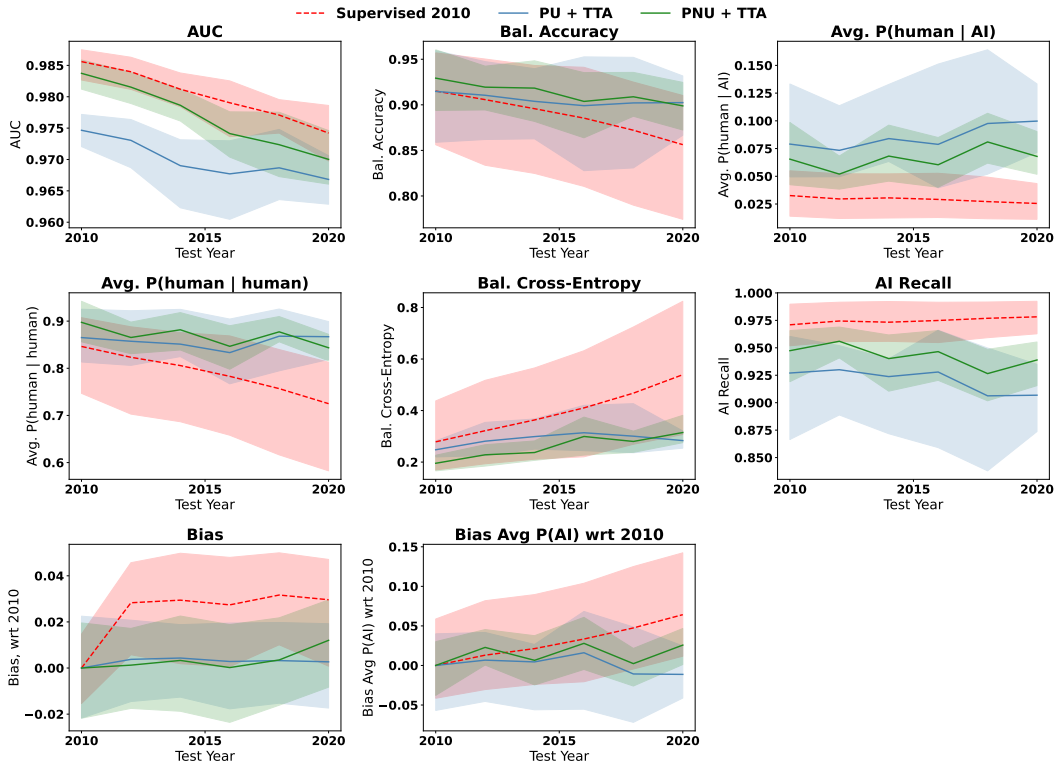 Supervised 2010 PU + TTA PNU + TTA
AUC Bal. Accuracy Avg. P(human | AI)
AUC
0.985
0.980
0.975
0.970
0.965
0.960
2010 2015 2020
Test Year
Bal. Accuracy
0.95
0.90
0.85
0.80
2010 2015 2020
Test Year
Avg. P(human | AI)
0.150
0.125
0.100
0.075
0.050
0.025
2010 2015 2020
Test Year
Avg. P(human | human) Bal. Cross-Entropy AI Recall
Avg. P(human | human)
0.9
0.8
0.7
0.6
2010 2015 2020
Test Year
Bal. Cross-Entropy
0.8
0.6
0.4
0.2
2010 2015 2020
Test Year
AI Recall
1.000
0.975
0.950
0.925
0.900
0.875
0.850
2010 2015 2020
Test Year
Bias Bias Avg P(AI) wrt 2010
Bias, wrt 2010
0.04
0.02
0.00
−0.02
2010 2015 2020
Test Year
Bias Avg P(AI) wrt 2010
0.15
0.10
0.05
0.00
−0.05
2010 2015 2020
Test Year